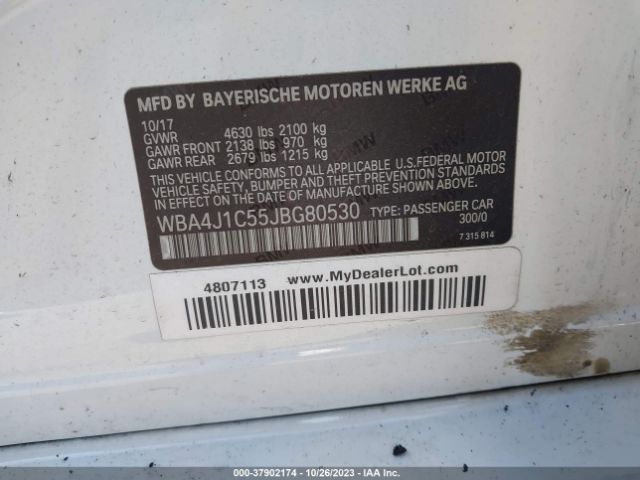 MFD BY BAYERISCHE MOTOREN WERKE AG
10/17
GVWR 4630 lbs 2100 kg
GAWR FRONT 2138 lbs 970 kg
GAWR REAR 2679 lbs 1215 kg
THIS VEHICLE CONFORMS TO ALL APPLICABLE U.S.FEDERAL MOTOR
VEHICLE SAFETY, BUMPER AND THEFT PREVENTION STANDARDS
IN EFFECT ON THE DATE OF MANUFACTURE SHOWN ABOVE.
WBA4J1C55JBG80530 TYPE: PASSENGER CAR
300/0
7 315 814
4807113 www.MyDealerLot.com
000-37902174 | 10/26/2023 | IAA Inc.